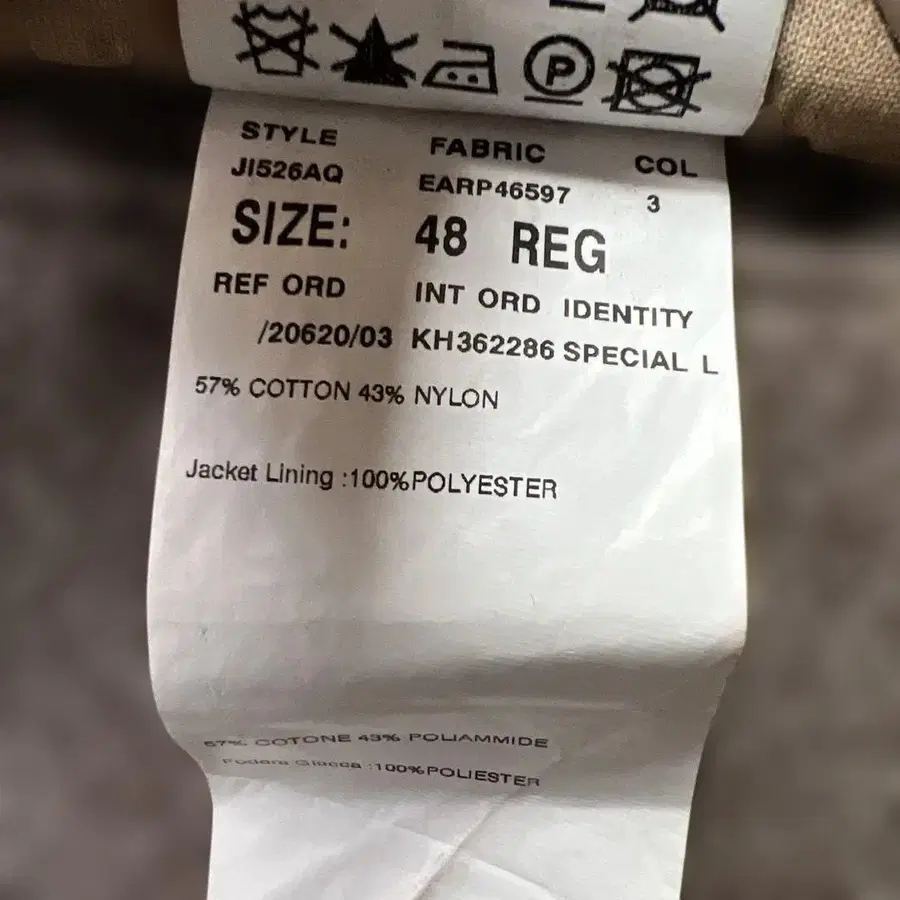 P
STYLE FABRIC COL
JI526AQ EARP46597 3
SIZE: 48 REG
REF ORD INT ORD IDENTITY
/20620/03 KH362286 SPECIAL L
57% COTTON 43% NYLON
Jacket Lining :100%POLYESTER
57% COTONE 43% POLIAMMIDE
Fodera Giacca :100%POLIESTER